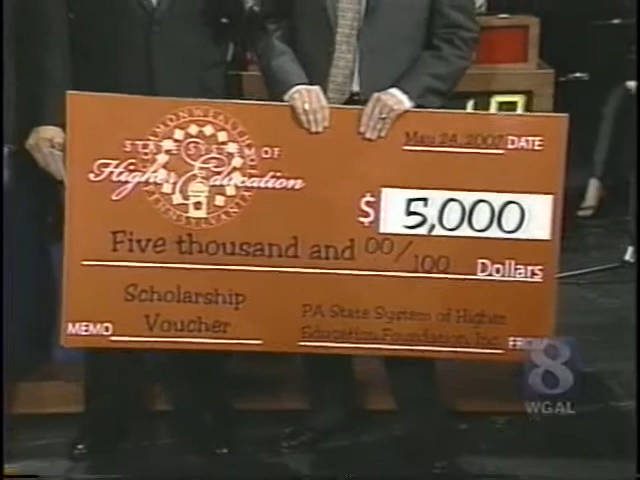 COMMONWEALTH OF PENNSYLVANIA
STATE SYSTEM OF
Higher Education
May 24, 2007 DATE
$ 5,000
Five thousand and 00/100 Dollars
Scholarship
Voucher
MEMO
PA State System of Higher
Education Foundation, Inc. FROM
8
WGAL